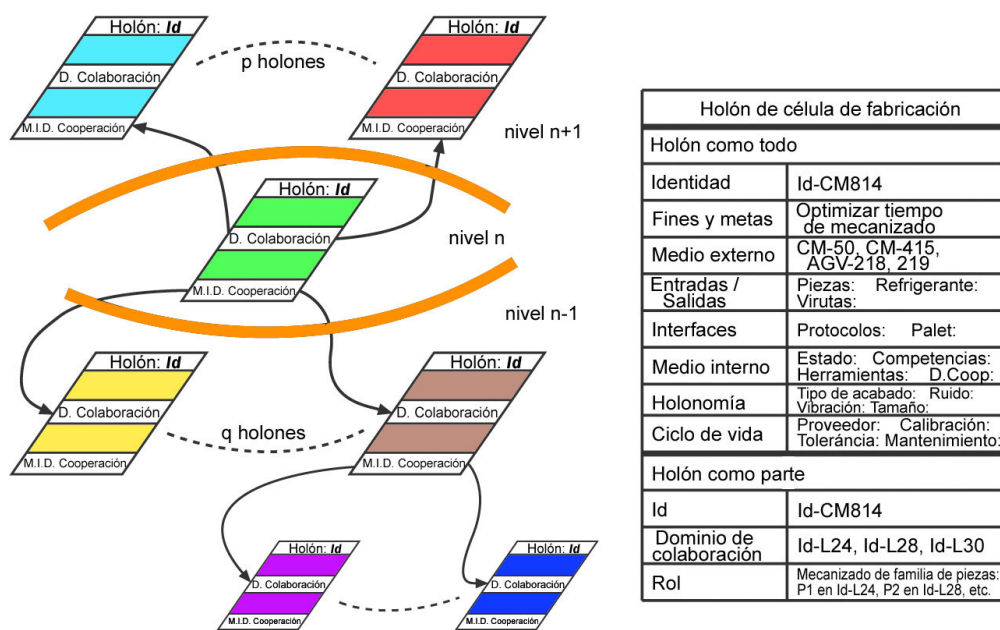 Holón: Id
D. Colaboración
M.I.D. Cooperación
p holones
Holón: Id
D. Colaboración
M.I.D. Cooperación
nivel n+1
Holón: Id
D. Colaboración
M.I.D. Cooperación
nivel n
nivel n-1
Holón: Id
D. Colaboración
M.I.D. Cooperación
q holones
Holón: Id
D. Colaboración
M.I.D. Cooperación
Holón: Id
D. Colaboración
M.I.D. Cooperación
Holón: Id
D. Colaboración
M.I.D. Cooperación
Holón de célula de fabricación
Holón como todo
Identidad Id-CM814
Fines y metas Optimizar tiempo
de mecanizado
Medio externo CM-50, CM-415,
AGV-218, 219
Entradas / Piezas: Refrigerante:
Salidas Virutas:
Interfaces Protocolos: Palet:
Medio interno Estado: Competencias:
Herramientas: D.Coop:
Holonomía Tipo de acabado: Ruido:
Vibración: Tamaño:
Ciclo de vida Proveedor: Calibración:
Toleráncia: Mantenimiento:
Holón como parte
Id Id-CM814
Dominio de
colaboración Id-L24, Id-L28, Id-L30
Rol Mecanizado de familia de piezas:
P1 en Id-L24, P2 en Id-L28, etc.